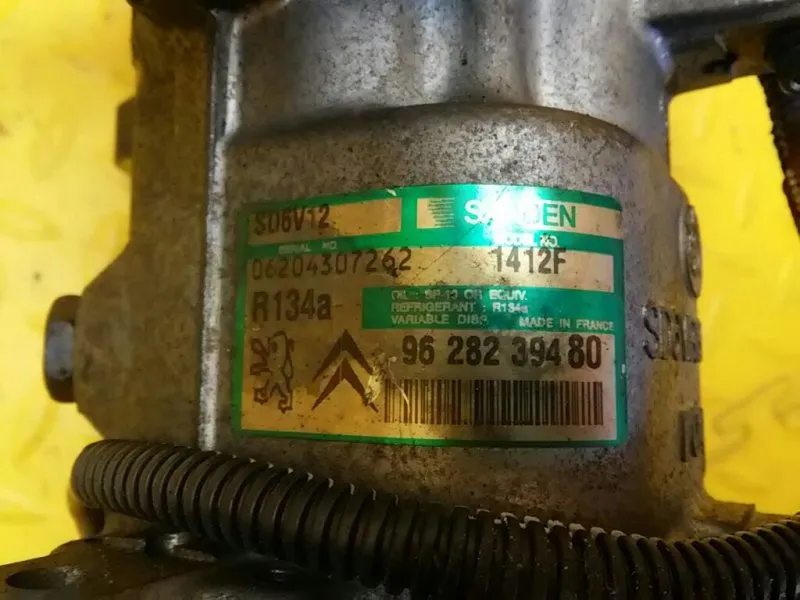 SD6V12
SANDEN
SERIAL NO.
MODEL NO.
06204307262
1412F
R134a
OIL : SP-10 OR EQUIV.
REFRIGERANT : R134a
VARIABLE DISP. MADE IN FRANCE
96 282 394 80